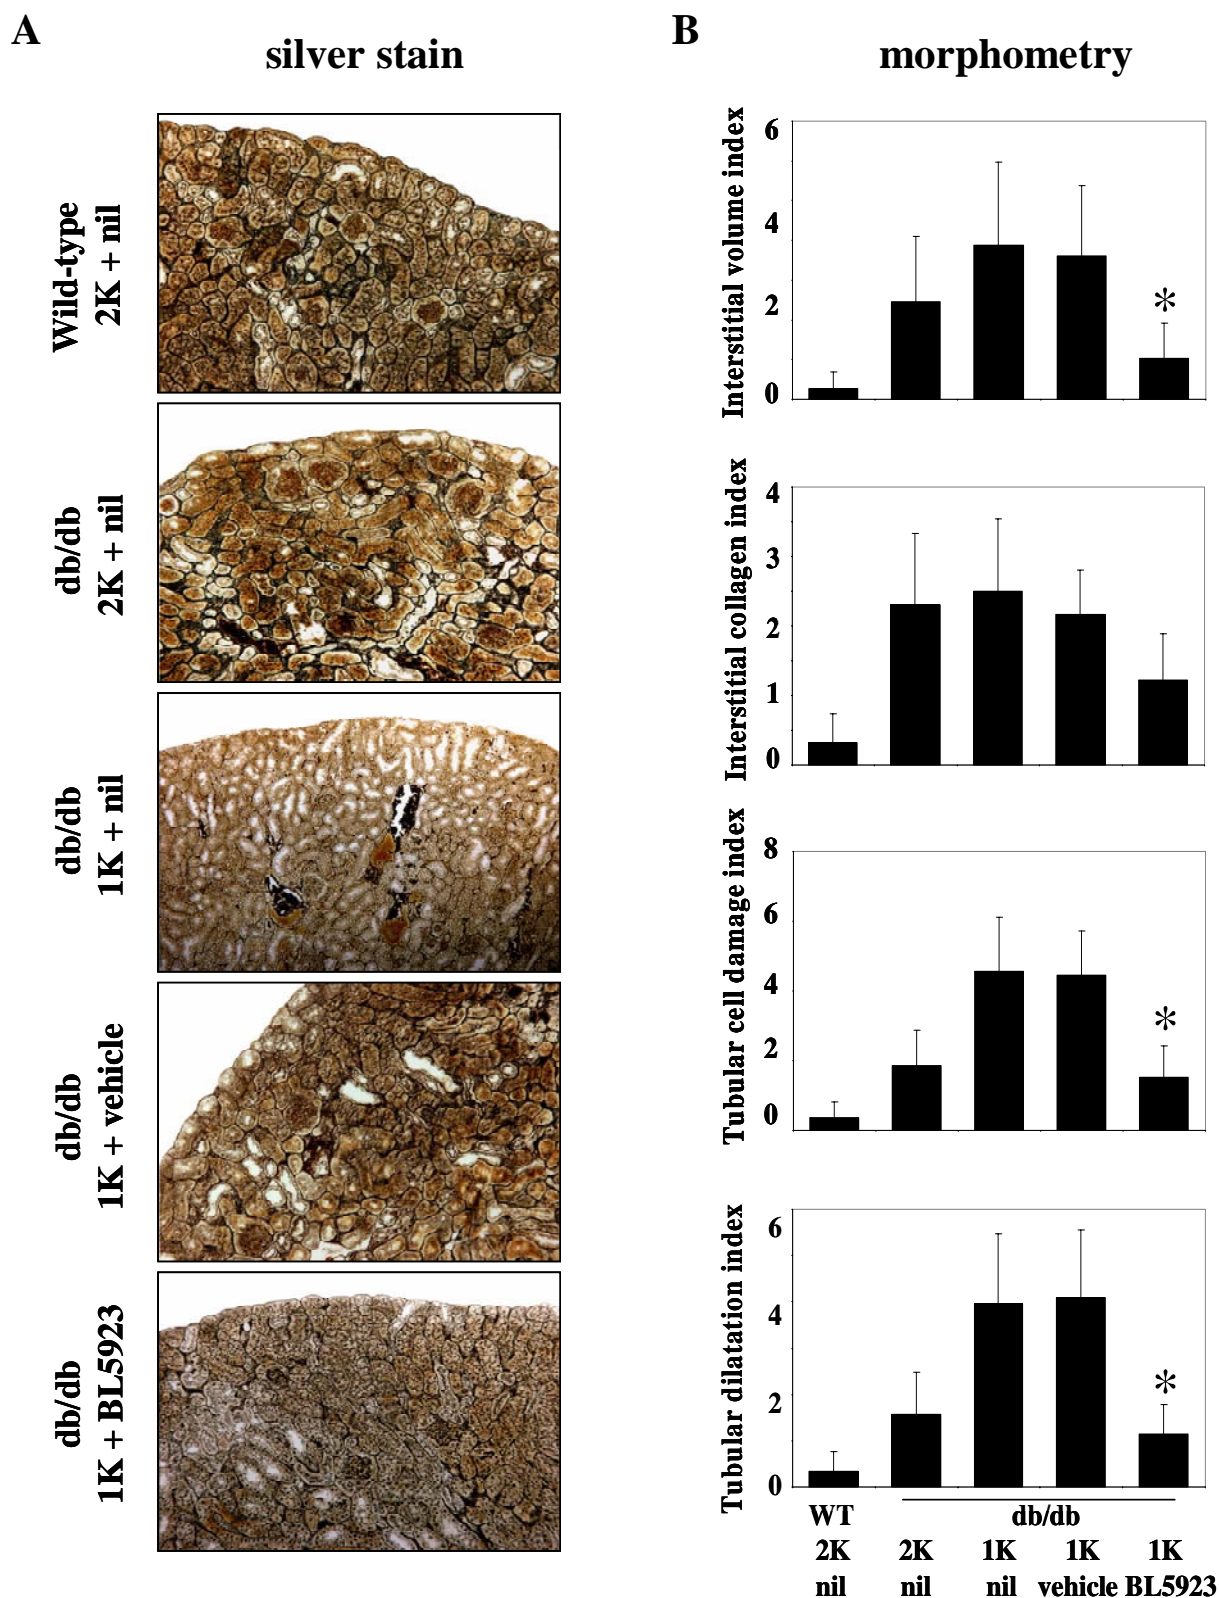 A
silver stain
Wild-type
2K + nil
db/db
2K + nil
db/db
1K + nil
db/db
1K + vehicle
db/db
1K + BL5923
B
morphometry
Interstitial volume index
6
4
2
0
*
Interstitial collagen index
4
3
2
1
0
Tubular cell damage index
8
6
4
2
0
*
Tubular dilatation index
6
4
2
0
*
WT db/db
2K 2K 1K 1K 1K
nil nil nil vehicle BL5923